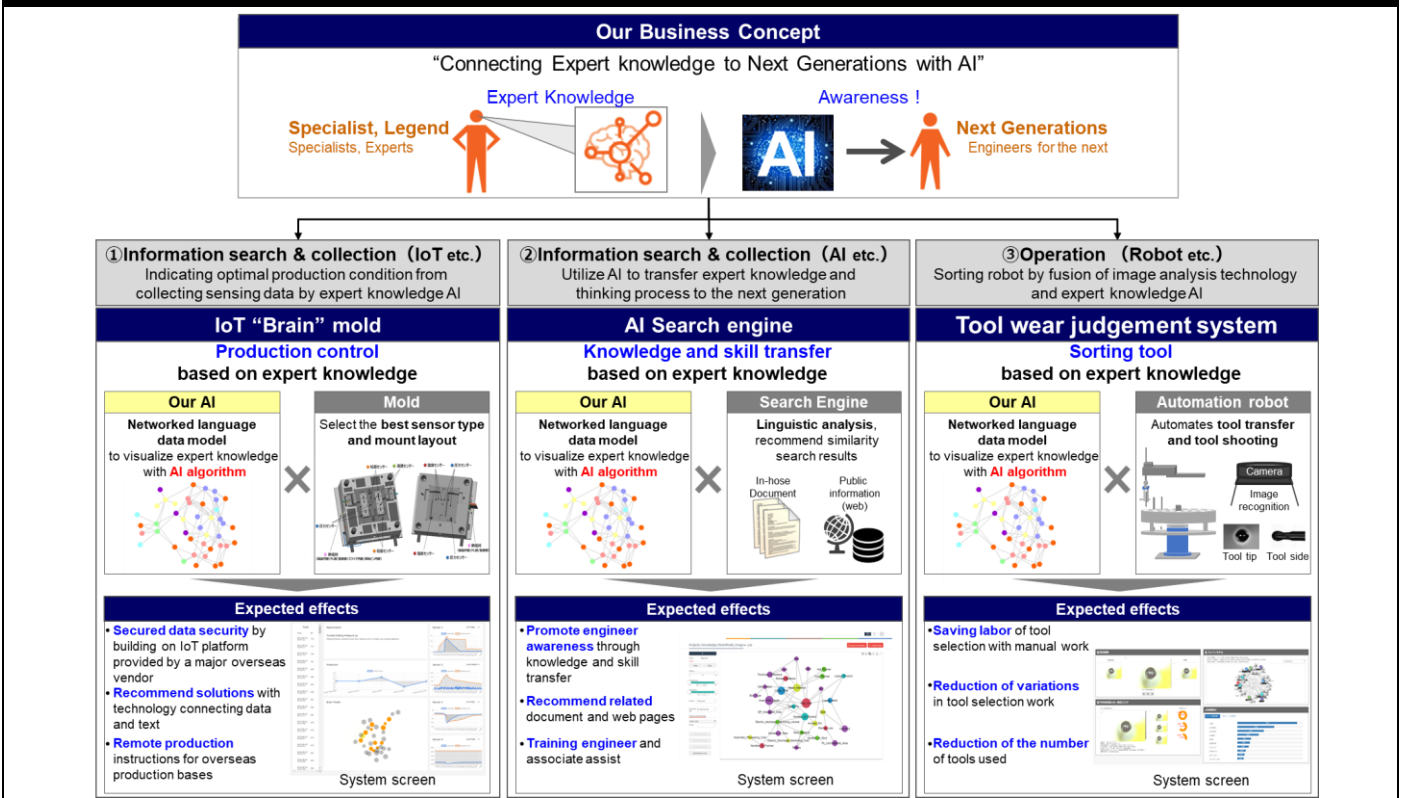 Our Business Concept
“Connecting Expert knowledge to Next Generations with AI”
Expert Knowledge
Awareness !
Specialist, Legend
Specialists, Experts
AI
Next Generations
Engineers for the next
①Information search & collection（IoT etc.）
Indicating optimal production condition from
collecting sensing data by expert knowledge AI
IoT “Brain” mold
Production control
based on expert knowledge
Our AI
Networked language
data model
to visualize expert knowledge
with AI algorithm
Mold
Select the best sensor type
and mount layout
Expected effects
• Secured data security by
building on IoT platform
provided by a major overseas
vendor
• Recommend solutions with
technology connecting data
and text
• Remote production
instructions for overseas
production bases
System screen
②Information search & collection（AI etc.）
Utilize AI to transfer expert knowledge and
thinking process to the next generation
AI Search engine
Knowledge and skill transfer
based on expert knowledge
Our AI
Networked language
data model
to visualize expert knowledge
with AI algorithm
Search Engine
Linguistic analysis,
recommend similarity
search results
In-hose
Document
Public
information
(web)
Expected effects
• Promote engineer
awareness through
knowledge and skill
transfer
• Recommend related
document and web pages
• Training engineer and
associate assist
System screen
③Operation（Robot etc.）
Sorting robot by fusion of image analysis technology
and expert knowledge AI
Tool wear judgement system
Sorting tool
based on expert knowledge
Our AI
Networked language
data model
to visualize expert knowledge
with AI algorithm
Automation robot
Automates tool transfer
and tool shooting
Camera
Image
recognition
Tool tip
Tool side
Expected effects
•Saving labor of tool
selection with manual work
•Reduction of variations
in tool selection work
•Reduction of the number
of tools used
System screen